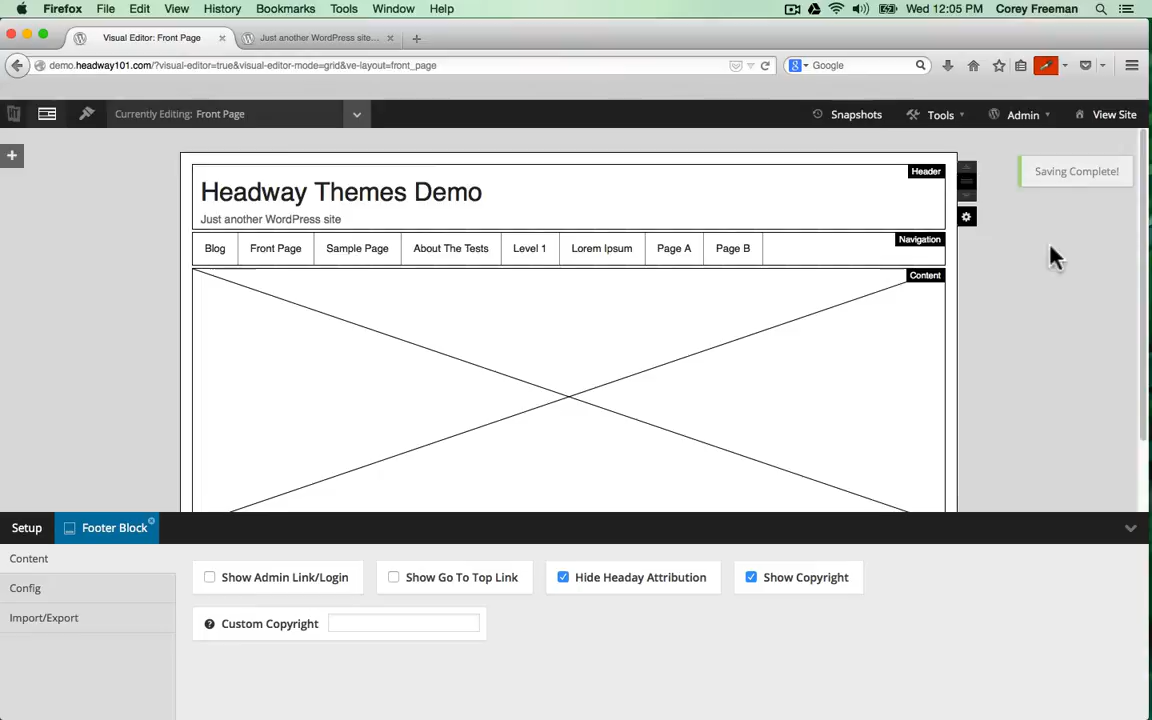 Firefox File Edit View History Bookmarks Tools Window Help Wed 12:05 PM Corey Freeman
Visual Editor: Front Page Just another WordPress site...
demo.headway101.com/?visual-editor=true&visual-editor-mode=grid&ve-layout=front_page Google
Currently Editing: Front Page Snapshots Tools Admin View Site
Saving Complete!
Header
Headway Themes Demo
Just another WordPress site
Navigation
Blog Front Page Sample Page About The Tests Level 1 Lorem Ipsum Page A Page B
Content
Setup Footer Block
Content
Config
Import/Export
Show Admin Link/Login Show Go To Top Link Hide Headay Attribution Show Copyright
Custom Copyright